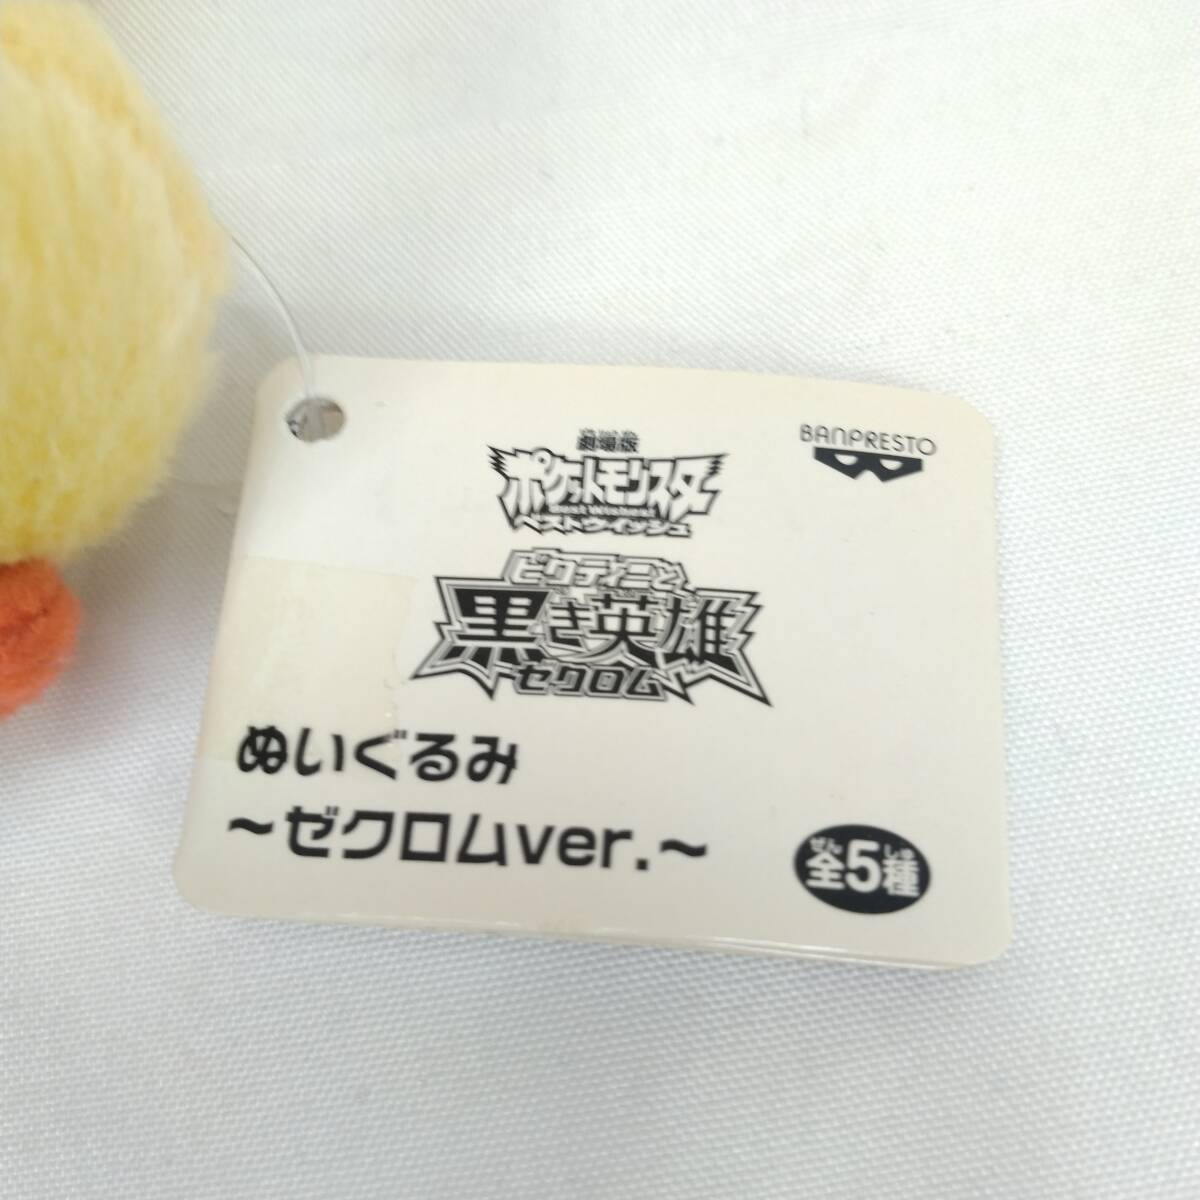 劇場版
ポケットモンスター
Best Wishes!
ベストウイッシュ
BANPRESTO
ビクティニと
黒き英雄
ゼクロム
ぬいぐるみ
～ゼクロムver.～
ぜん しゅ
全5種